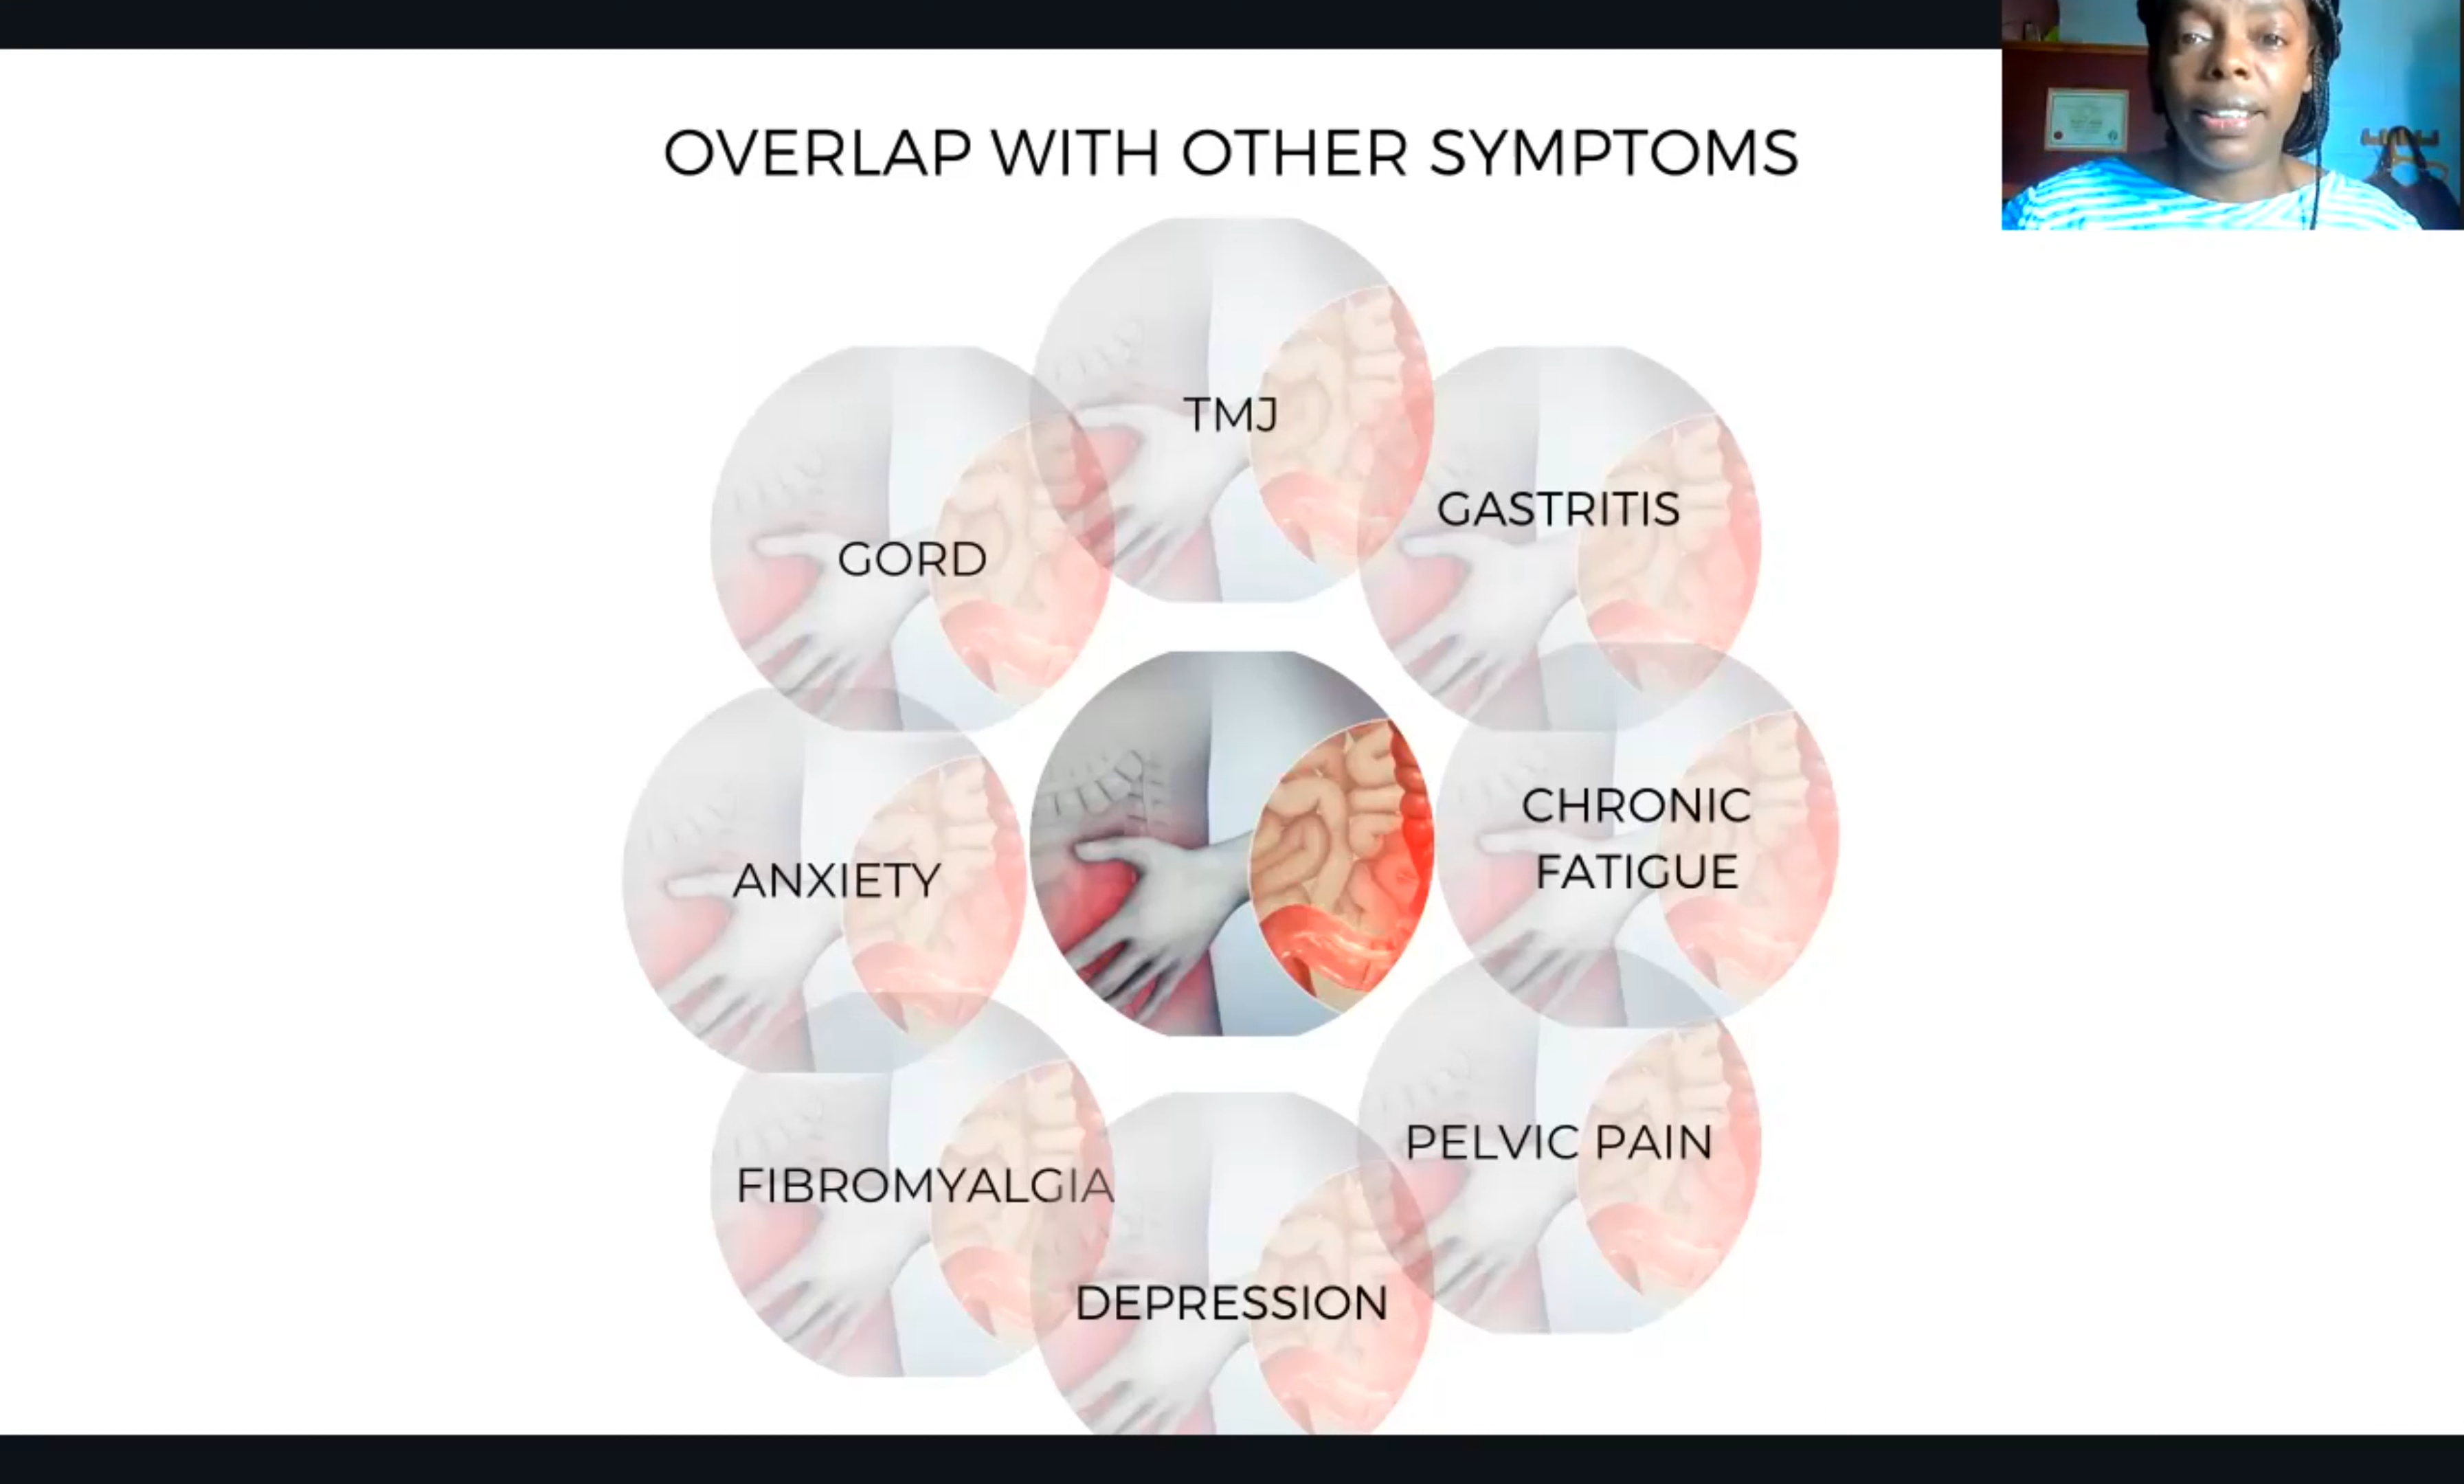 OVERLAP WITH OTHER SYMPTOMS
TMJ
GASTRITIS
GORD
CHRONIC
FATIGUE
ANXIETY
PELVIC PAIN
FIBROMYALGIA
DEPRESSION